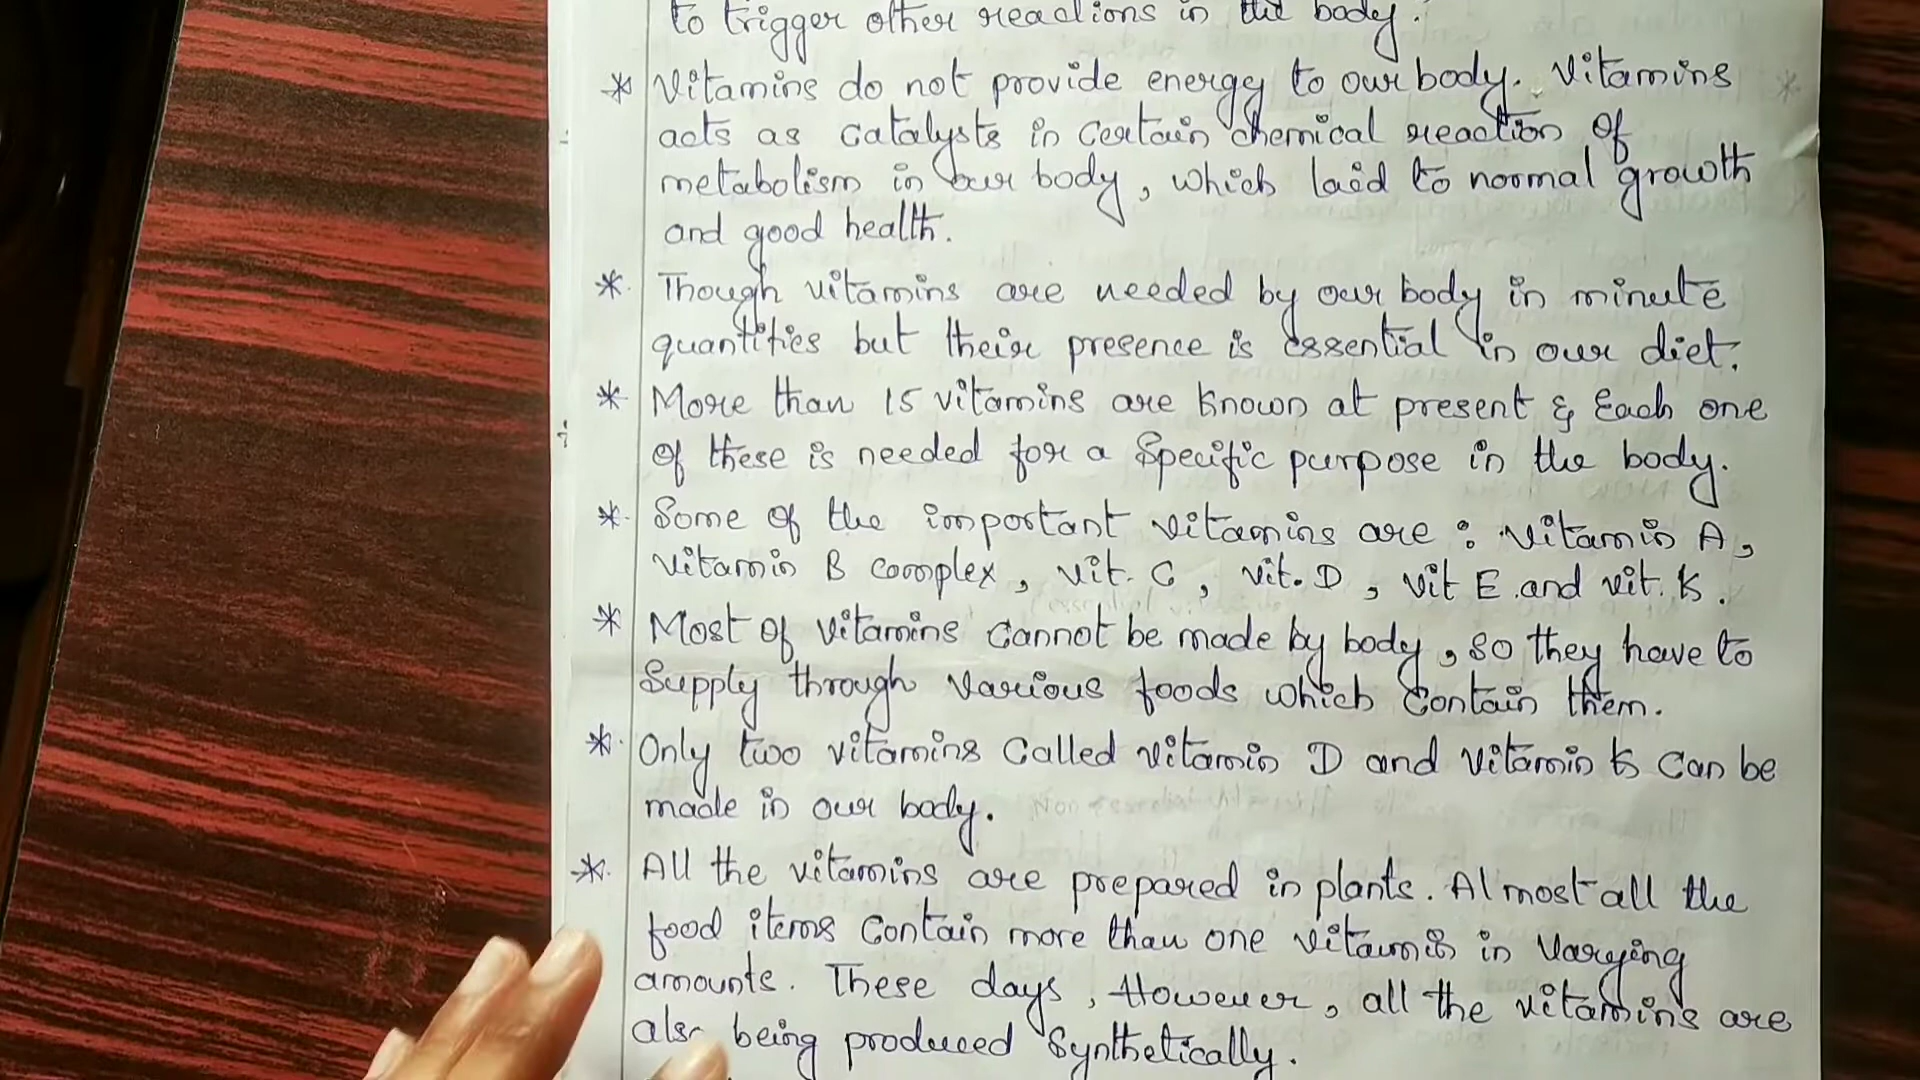 to trigger other reactions in the body.
* Vitamins do not provide energy to our body. Vitamins
acts as catalysts in certain chemical reaction of
metabolism in our body, which laid to normal growth
and good health.
* Though vitamins are needed by our body in minute
quantities but their presence is essential in our diet.
* More than 15 vitamins are known at present & Each one
of these is needed for a specific purpose in the body.
* Some of the important vitamins are : vitamin A,
vitamin B complex, vit. C, vit. D, vit E and vit. K.
* Most of vitamins cannot be made by body, so they have to
supply through various foods which contain them.
* Only two vitamins called vitamin D and vitamin K can be
made in our body.
* All the vitamins are prepared in plants. Almost all the
food items contain more than one vitamin in varying
amounts. These days, However, all the vitamins are
also being produced synthetically.